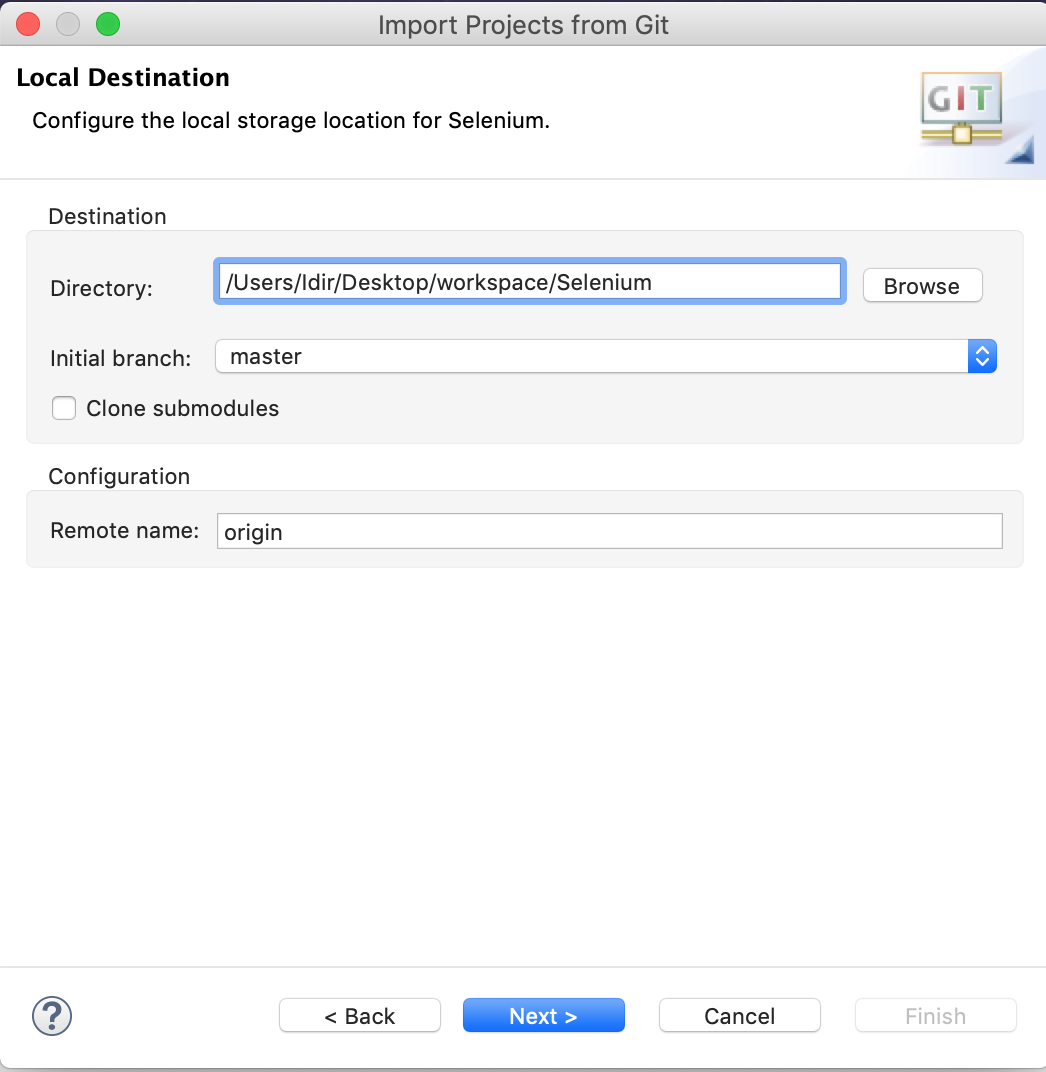 Import Projects from Git
Local Destination
Configure the local storage location for Selenium.
GIT
Destination
Directory: /Users/Idir/Desktop/workspace/Selenium Browse
Initial branch: master
Clone submodules
Configuration
Remote name: origin
? < Back Next > Cancel Finish